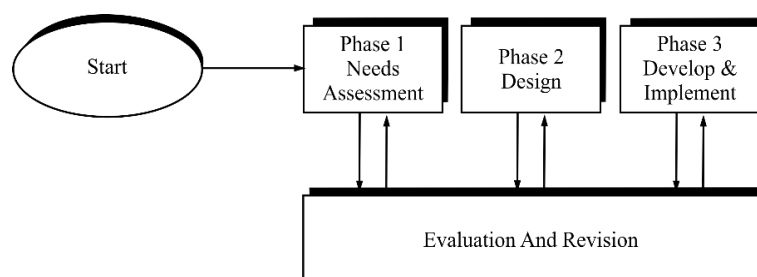 Start
Phase 1
Needs
Assessment
Phase 2
Design
Phase 3
Develop &
Implement
Evaluation And Revision